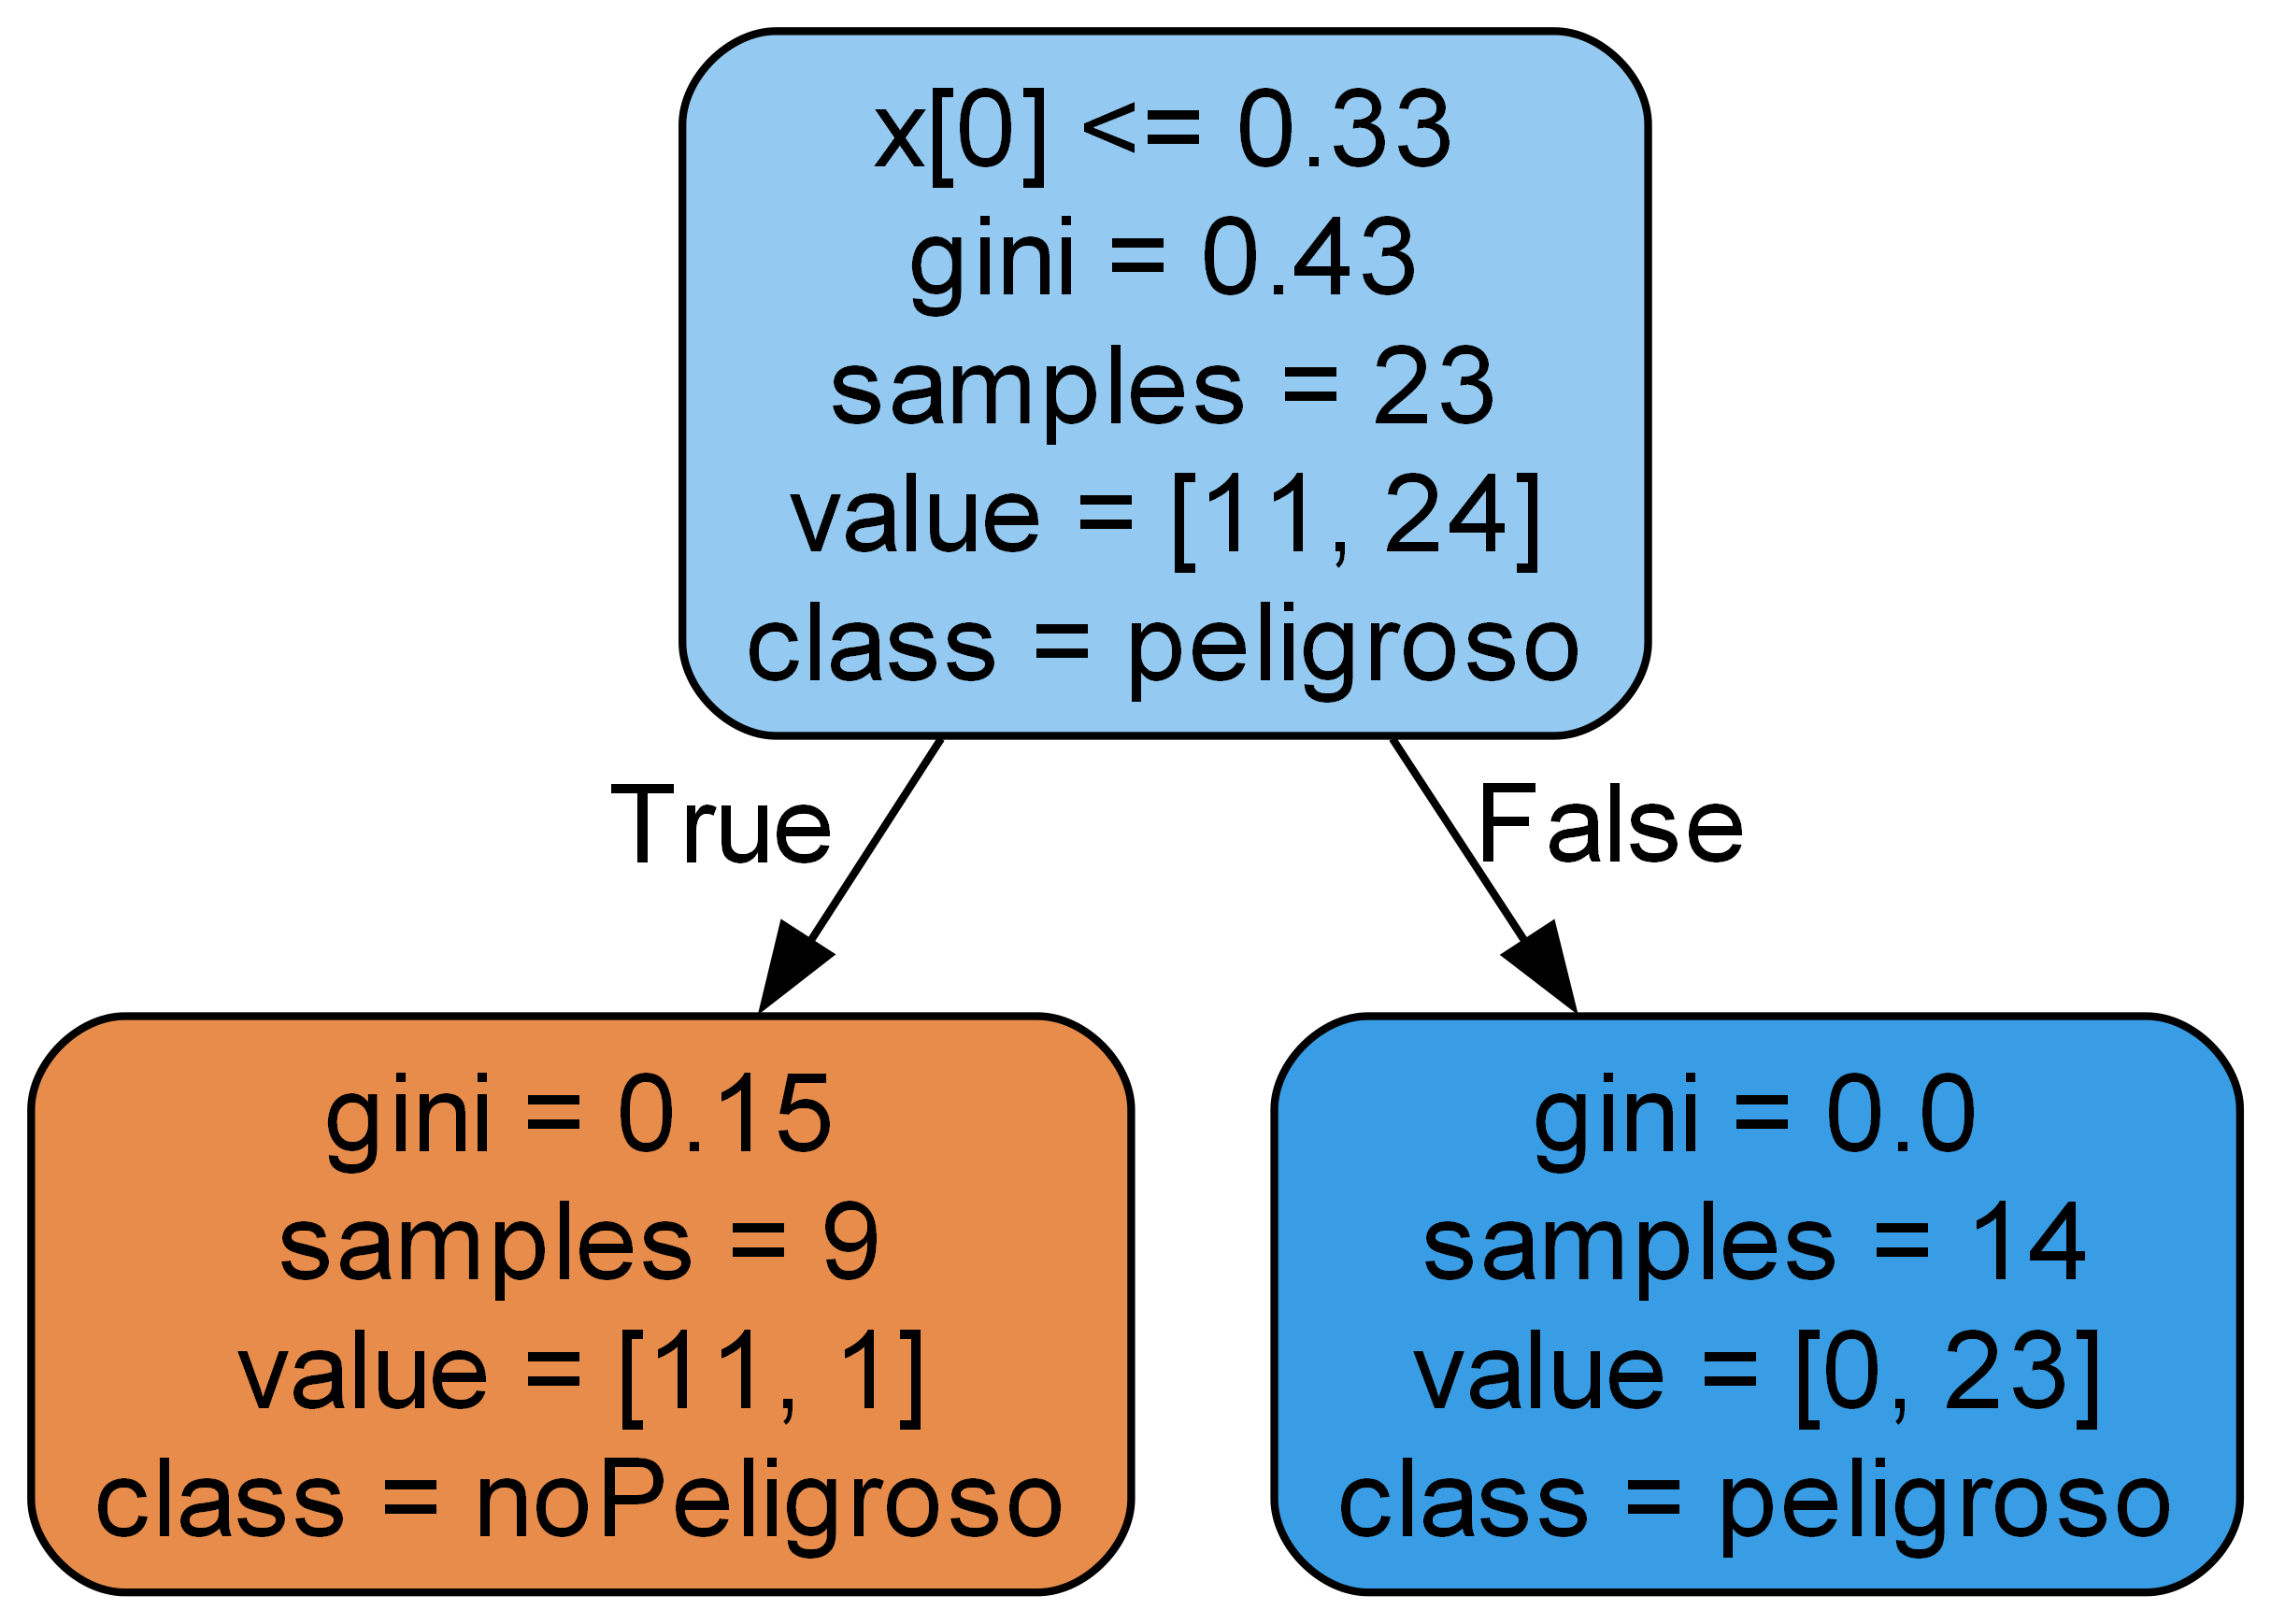 x[0] <= 0.33
gini = 0.43
samples = 23
value = [11, 24]
class = peligroso
True
False
gini = 0.15
samples = 9
value = [11, 1]
class = noPeligroso
gini = 0.0
samples = 14
value = [0, 23]
class = peligroso